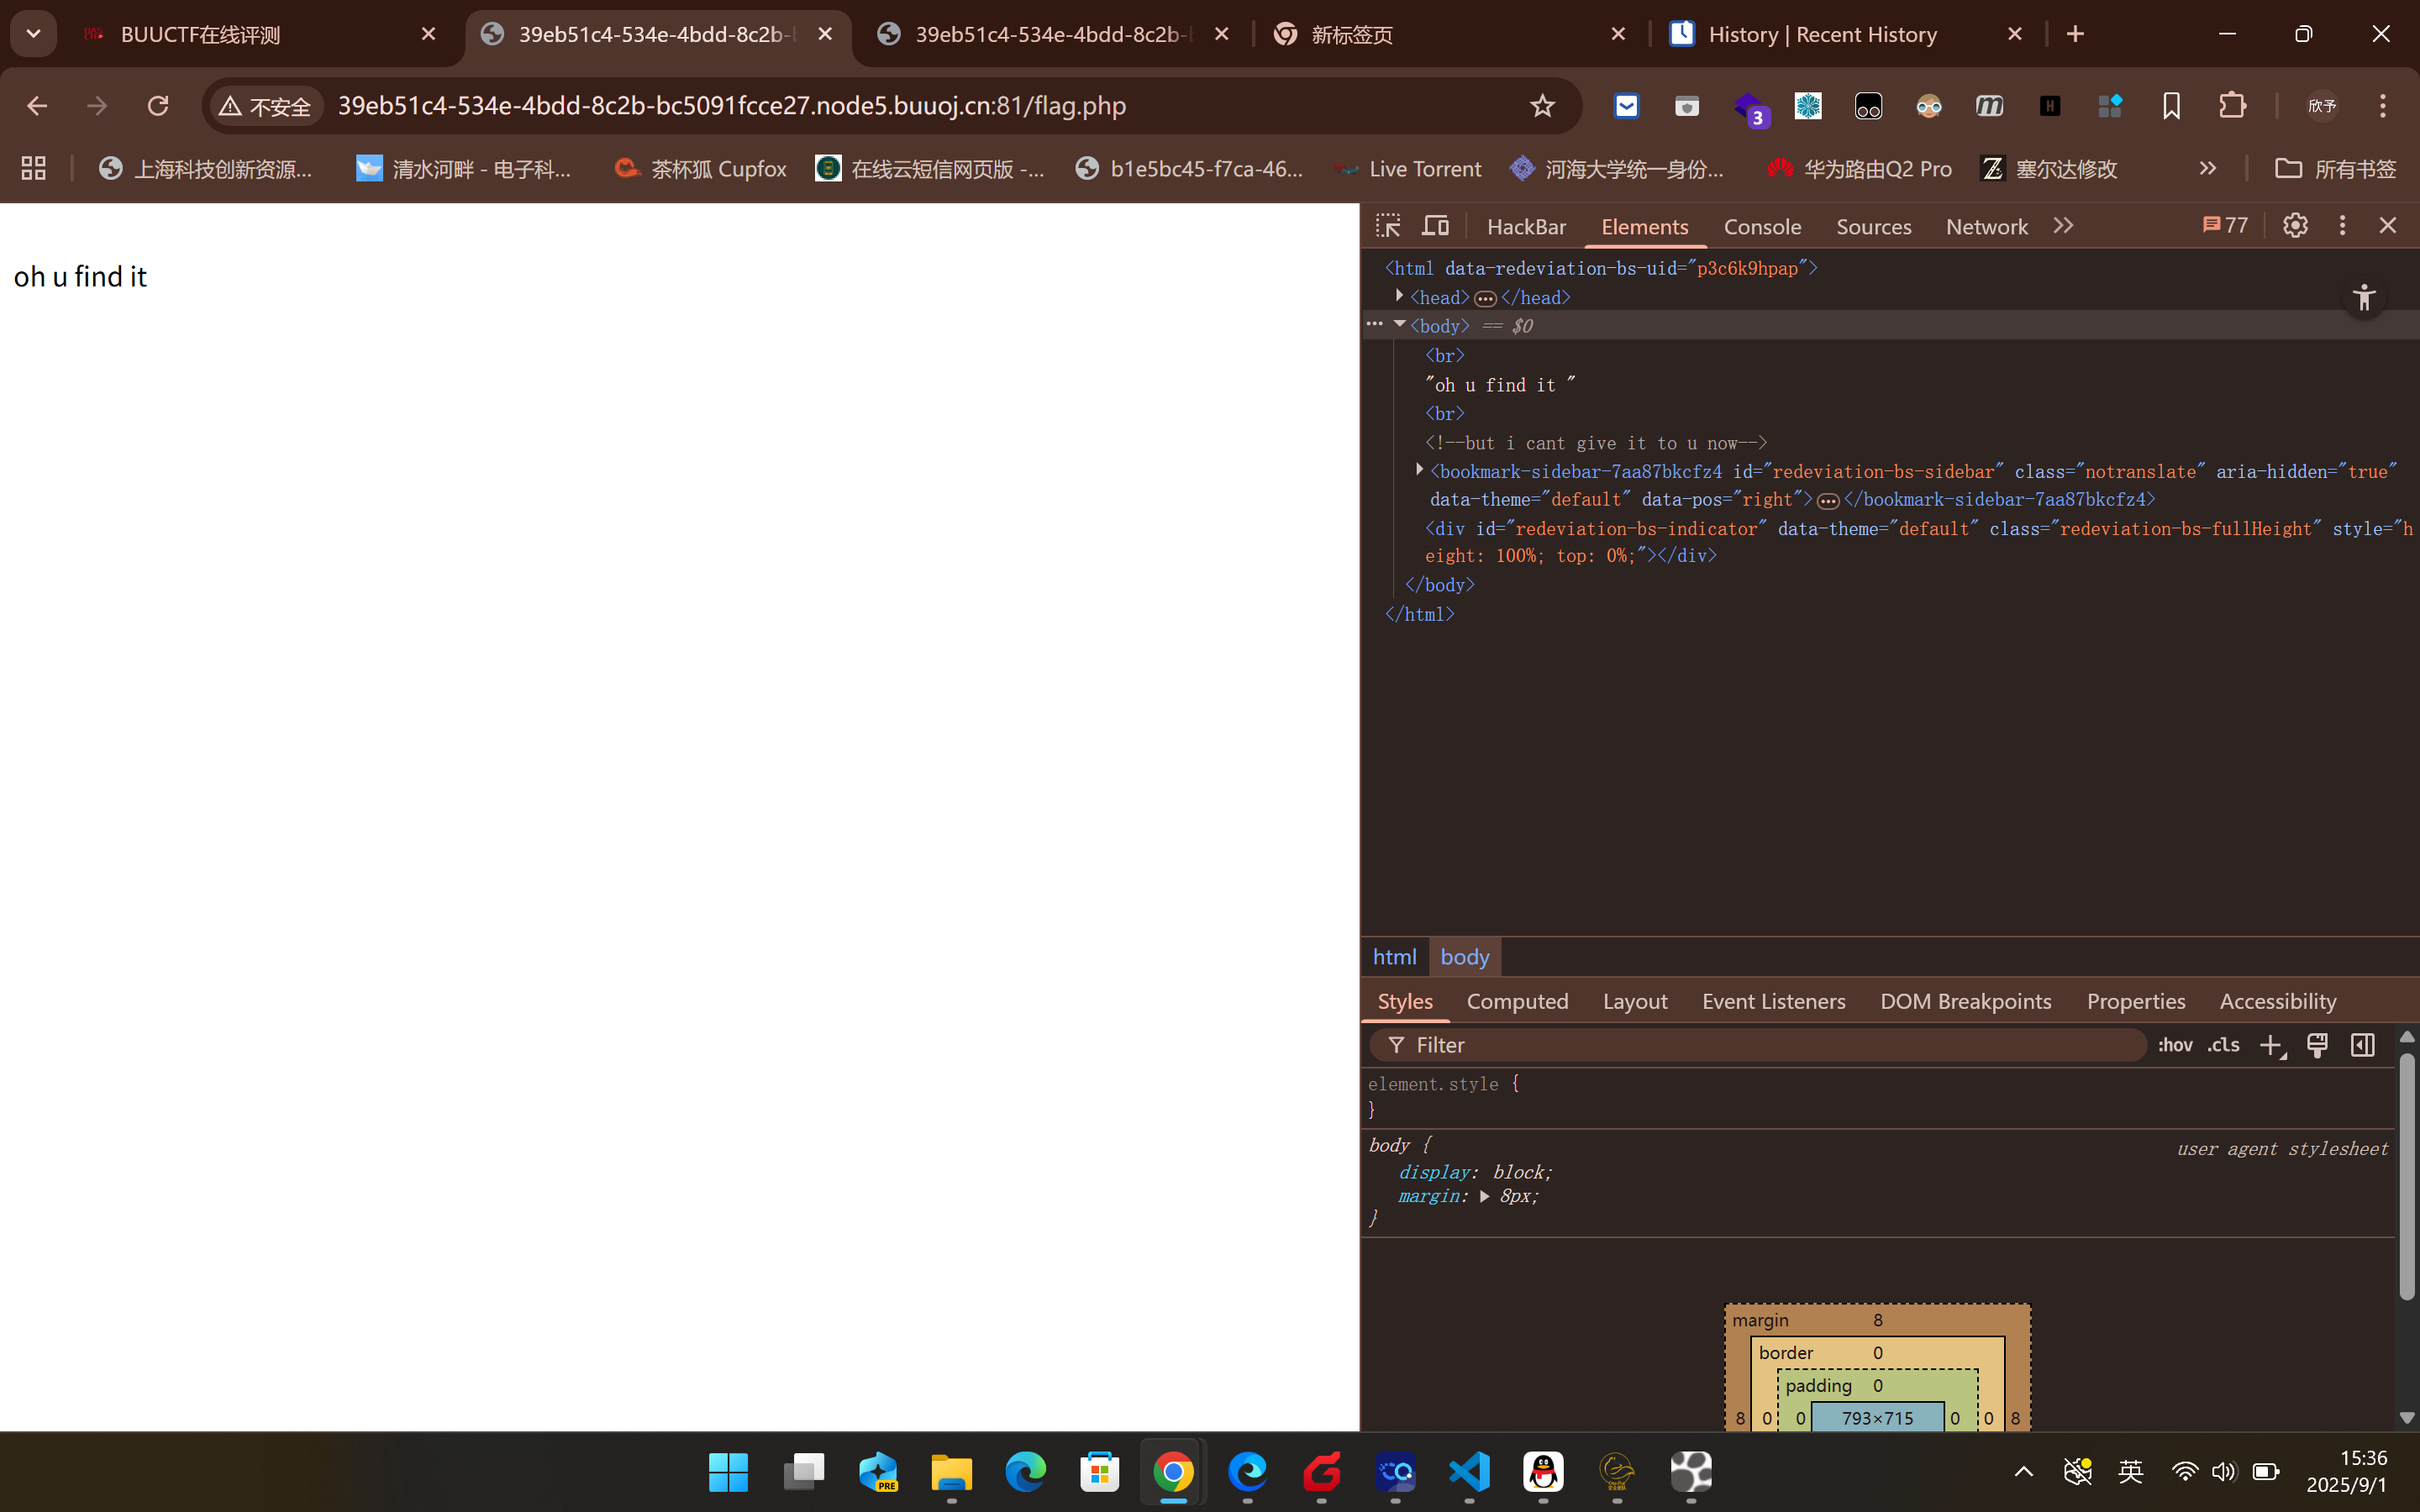 BUUCTF在线评测
39eb51c4-534e-4bdd-8c2b-b
39eb51c4-534e-4bdd-8c2b-b
新标签页
History | Recent History
不安全
39eb51c4-534e-4bdd-8c2b-bc5091fcce27.node5.buuoj.cn:81/flag.php
3
欣予
上海科技创新资源...
清水河畔 - 电子科...
茶杯狐 Cupfox
在线云短信网页版 -...
b1e5bc45-f7ca-46...
Live Torrent
河海大学统一身份...
华为路由Q2 Pro
塞尔达修改
所有书签
oh u find it
HackBar
Elements
Console
Sources
Network
77
<html data-redeviation-bs-uid="p3c6k9hpap">
<head>…</head>
… <body> == $0
<br>
"oh u find it "
<br>
<!--but i cant give it to u now-->
<bookmark-sidebar-7aa87bkcfz4 id="redeviation-bs-sidebar" class="notranslate" aria-hidden="true"
data-theme="default" data-pos="right">…</bookmark-sidebar-7aa87bkcfz4>
<div id="redeviation-bs-indicator" data-theme="default" class="redeviation-bs-fullHeight" style="h
eight: 100%; top: 0%;"></div>
</body>
</html>
html
body
Styles
Computed
Layout
Event Listeners
DOM Breakpoints
Properties
Accessibility
Filter
:hov
.cls
element.style {
}
body {
user agent stylesheet
display: block;
margin: 8px;
}
margin
8
border
0
padding
0
8
0
0
793×715
0
0
8
PRE
英
15:36
2025/9/1